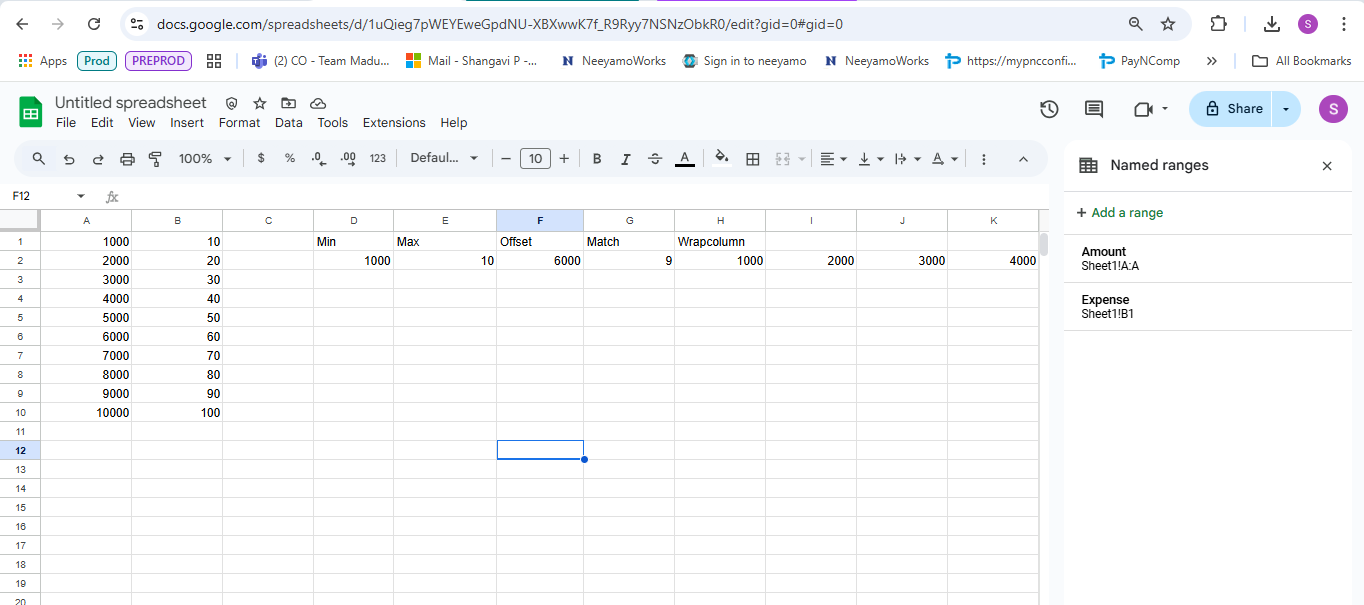 docs.google.com/spreadsheets/d/1uQieg7pWEYEweGpdNU-XBXwwK7f_R9Ryy7NSNzObkR0/edit?gid=0#gid=0 S
Apps Prod PREPROD (2) CO - Team Madu... Mail - Shangavi P -... N NeeyamoWorks Sign in to neeyamo N NeeyamoWorks https://mypncconfi... PayNComp » All Bookmarks
Untitled spreadsheet
File Edit View Insert Format Data Tools Extensions Help
Share S
100% $ % .0 .00 123 Defaul... − 10 + B I S A A
Named ranges
F12 fx
+ Add a range
A B C D E F G H I J K
1 1000 10 Min Max Offset Match Wrapcolumn
2 2000 20 1000 10 6000 9 1000 2000 3000 4000
3 3000 30
4 4000 40
5 5000 50
6 6000 60
7 7000 70
8 8000 80
9 9000 90
10 10000 100
11
12
13
14
15
16
17
18
19
20
Amount
Sheet1!A:A
Expense
Sheet1!B1